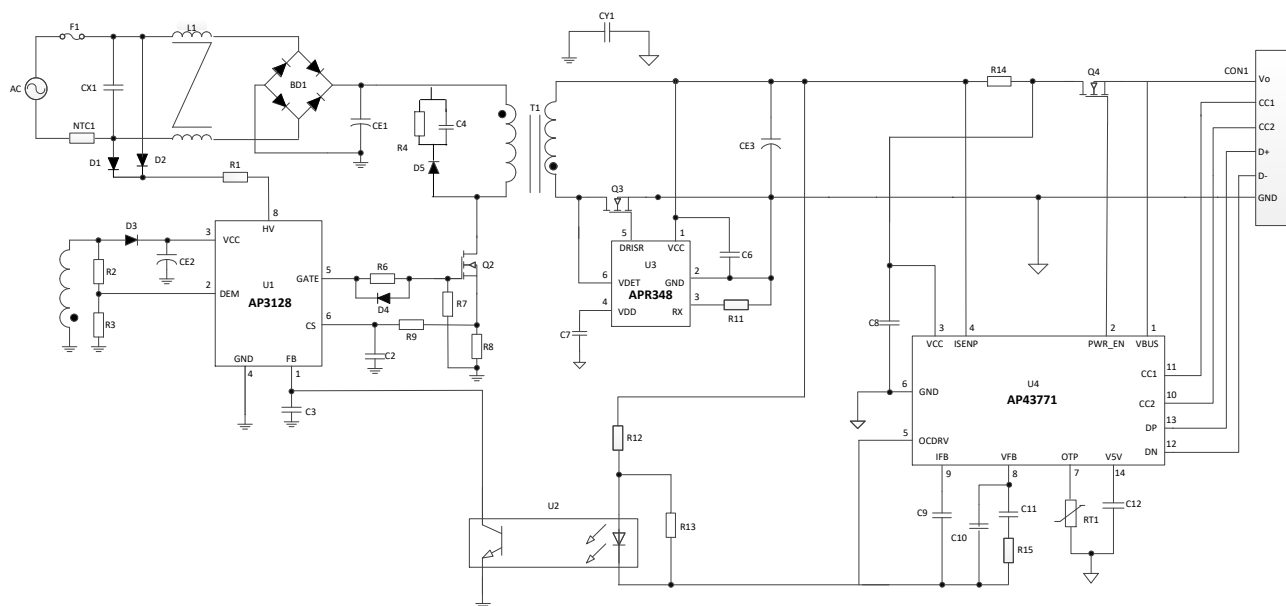 F1
L1
CY1
AC
CX1
BD1
CE1
R4
C4
T1
CE3
R14
Q4
CON1
Vo
CC1
CC2
D+
D-
GND
NTC1
D1
D2
R1
D5
Q3
D3
3
VCC
8
HV
CE2
R2
R3
2
DEM
U1
AP3128
GATE
5
R6
D4
Q2
R7
CS
6
R9
R8
C2
GND
4
FB
1
C3
5
DRISR
1
VCC
U3
APR348
6
VDET
GND
2
4
VDD
RX
3
C6
C7
R11
C8
3
VCC
4
ISENP
2
PWR_EN
1
VBUS
U4
AP43771
6
GND
5
OCDRV
CC1
11
CC2
10
DP
13
DN
12
IFB
9
VFB
8
OTP
7
V5V
14
R12
U2
R13
C9
C10
C11
R15
RT1
C12